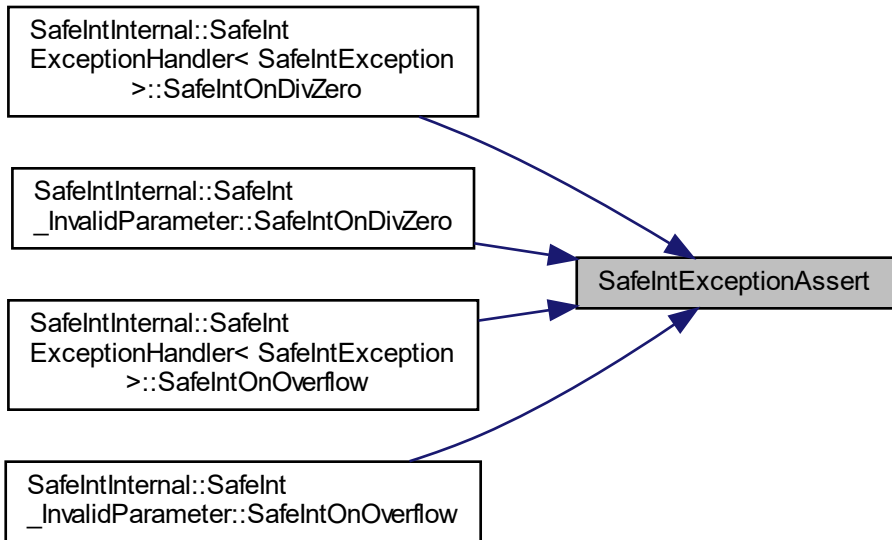 SafeIntInternal::SafeInt
ExceptionHandler< SafeIntException
>::SafeIntOnDivZero
SafeIntInternal::SafeInt
_InvalidParameter::SafeIntOnDivZero
SafeIntExceptionAssert
SafeIntInternal::SafeInt
ExceptionHandler< SafeIntException
>::SafeIntOnOverflow
SafeIntInternal::SafeInt
_InvalidParameter::SafeIntOnOverflow